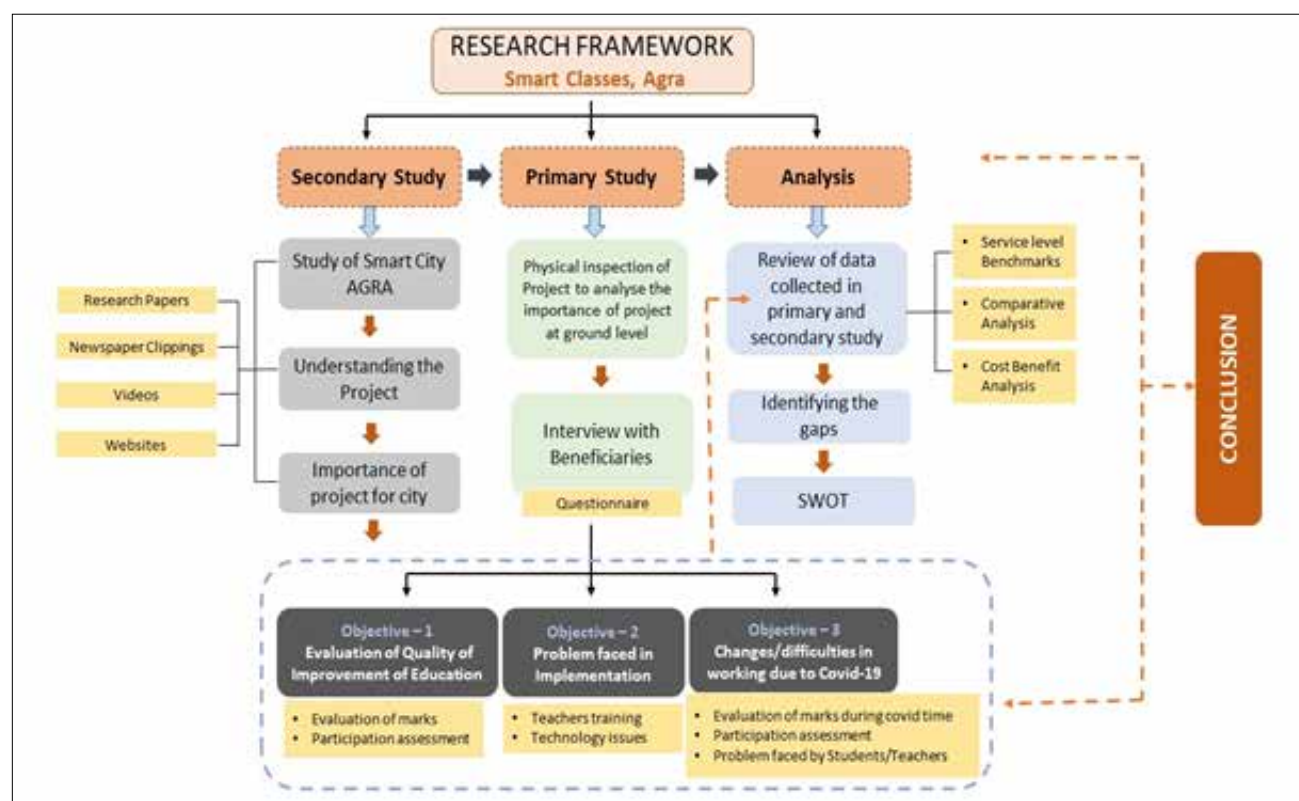 RESEARCH FRAMEWORK
Smart Classes, Agra
Secondary Study
Primary Study
Analysis
Research Papers
Newspaper Clippings
Videos
Websites
Study of Smart City
AGRA
Understanding the
Project
Importance of
project for city
Physical inspection of
Project to analyse the
importance of project
at ground level
Interview with
Beneficiaries
Questionnaire
Review of data
collected in
primary and
secondary study
Identifying the
gaps
SWOT
• Service level
Benchmarks
• Comparative
Analysis
• Cost Benefit
Analysis
CONCLUSION
Objective – 1
Evaluation of Quality of
Improvement of Education
• Evaluation of marks
• Participation assessment
Objective – 2
Problem faced in
Implementation
• Teachers training
• Technology issues
Objective – 3
Changes/difficulties in
working due to Covid-19
• Evaluation of marks during covid time
• Participation assessment
• Problem faced by Students/Teachers